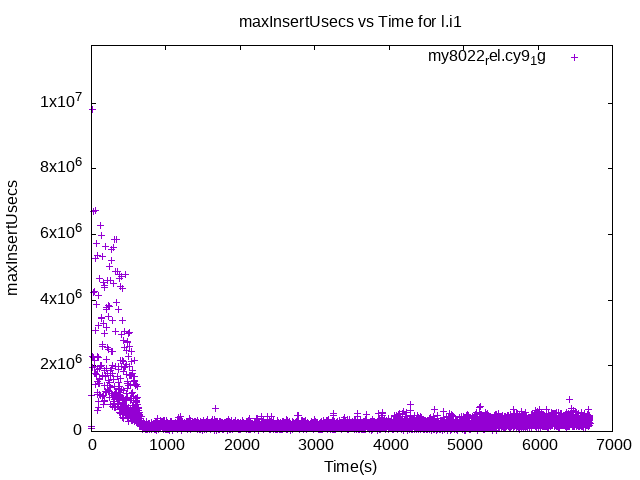 maxInsertUsecs vs Time for l.i1
my8022rel.cy91g
1x10^7
8x10^6
6x10^6
4x10^6
2x10^6
0
maxInsertUsecs
0 1000 2000 3000 4000 5000 6000 7000
Time(s)